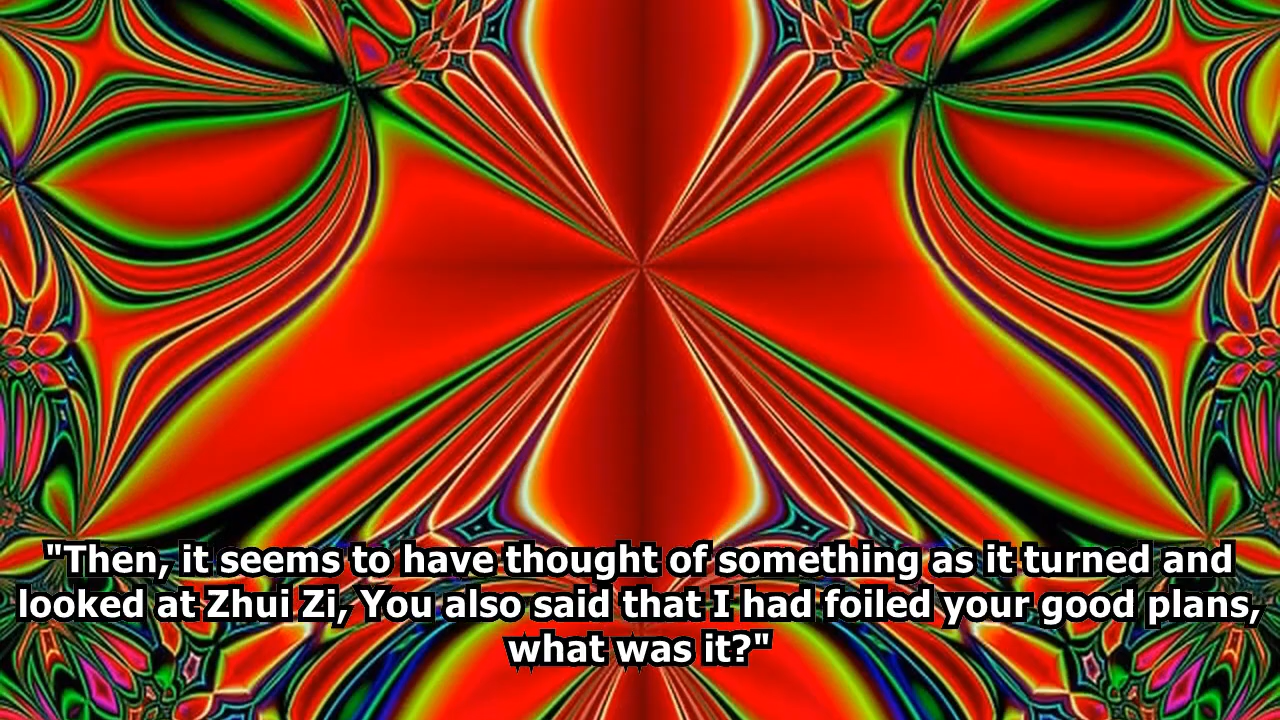 "Then, it seems to have thought of something as it turned and
looked at Zhui Zi, You also said that I had foiled your good plans,
what was it?"